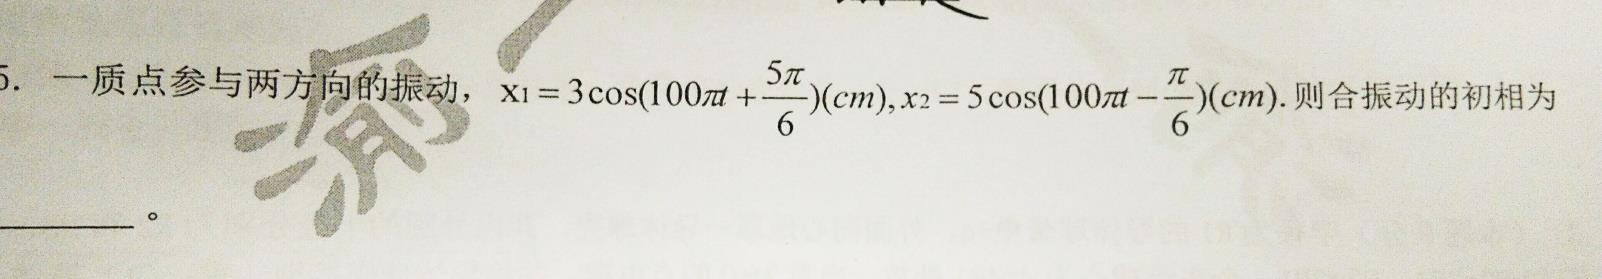 5. 一质点参与两方向的振动，x1 = 3cos(100πt + 5π/6)(cm), x2 = 5cos(100πt − π/6)(cm). 则合振动的初相为
______。